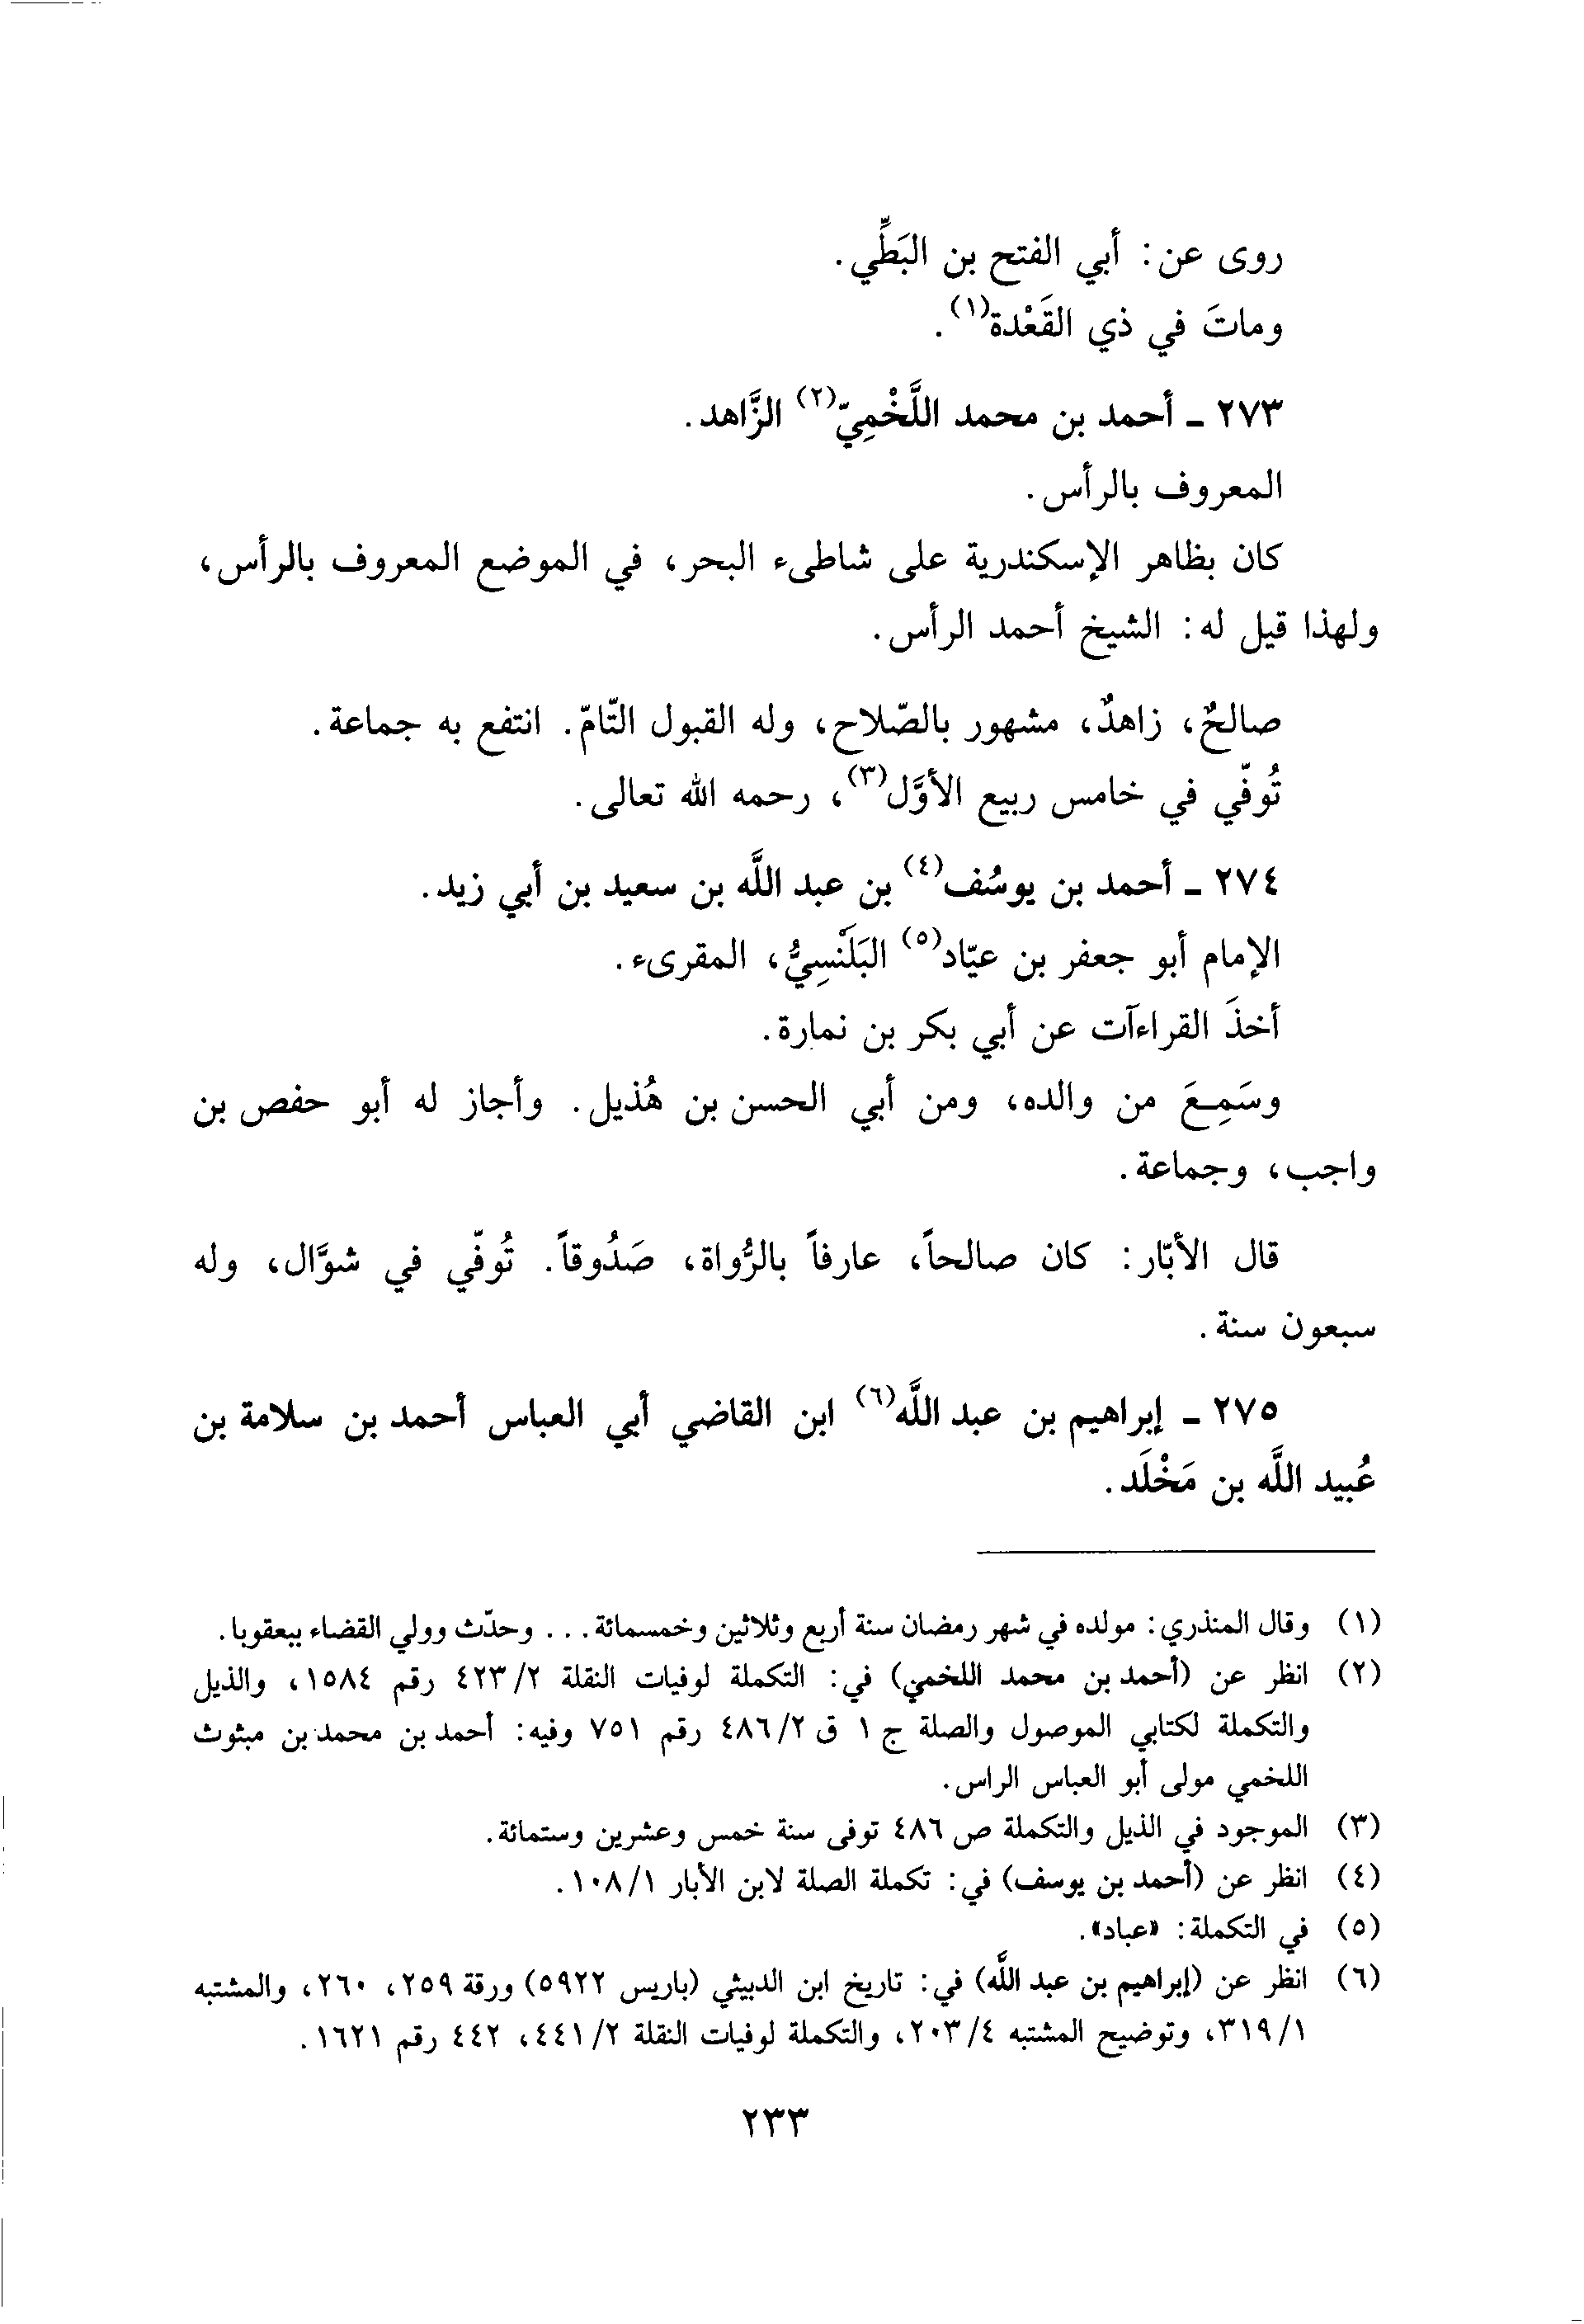 روى عن: أبي الفتح بن البَطِّي.
وماتَ في ذي القَعْدة(١).
٢٧٣ - أحمد بن محمد اللَّخْمِيّ(٢) الزَّاهد.
المعروف بالرأس.
كان بظاهر الإسكندرية على شاطىء البحر، في الموضع المعروف بالرأس،
ولهذا قيل له: الشيخ أحمد الرأس.
صالحٌ، زاهدٌ، مشهور بالصّلاح، وله القبول التّامّ. انتفع به جماعة.
تُوفّي في خامس ربيع الأوَّل(٣)، رحمه الله تعالى.
٢٧٤ - أحمد بن يوسُف(٤) بن عبد اللَّه بن سعيد بن أبي زيد.
الإمام أبو جعفر بن عيّاد(٥) البَلَنْسِيُّ، المقرىء.
أخذَ القراءآت عن أبي بكر بن نمارة.
وسَمِعَ من والده، ومن أبي الحسن بن هُذيل. وأجاز له أبو حفص بن
واجب، وجماعة.
قال الأبّار: كان صالحاً، عارفاً بالرُّواة، صَدُوقاً. تُوفّي في شوَّال، وله
سبعون سنة.
٢٧٥ - إبراهيم بن عبد اللَّه(٦) ابن القاضي أبي العباس أحمد بن سلامة بن
عُبيد اللَّه بن مَخْلَد.
(١) وقال المنذري: مولده في شهر رمضان سنة أربع وثلاثين وخمسمائة... وحدّث وولي القضاء ببعقوبا.
(٢) انظر عن (أحمد بن محمد اللخمي) في: التكملة لوفيات النقلة ٤٢٣/٢ رقم ١٥٨٤، والذيل
والتكملة لكتابي الموصول والصلة ج ١ ق ٤٨٦/٢ رقم ٧٥١ وفيه: أحمد بن محمد بن مبثوث
اللخمي مولى أبو العباس الراس.
(٣) الموجود في الذيل والتكملة ص ٤٨٦ توفى سنة خمس وعشرين وستمائة.
(٤) انظر عن (أحمد بن يوسف) في: تكملة الصلة لابن الأبار ١٠٨/١.
(٥) في التكملة: «عباد».
(٦) انظر عن (إبراهيم بن عبد اللَّه) في: تاريخ ابن الدبيثي (باريس ٥٩٢٢) ورقة ٢٥٩، ٢٦٠، والمشتبه
٣١٩/١، وتوضيح المشتبه ٢٠٣/٤، والتكملة لوفيات النقلة ٤٤١/٢، ٤٤٢ رقم ١٦٢١.
٢٣٣